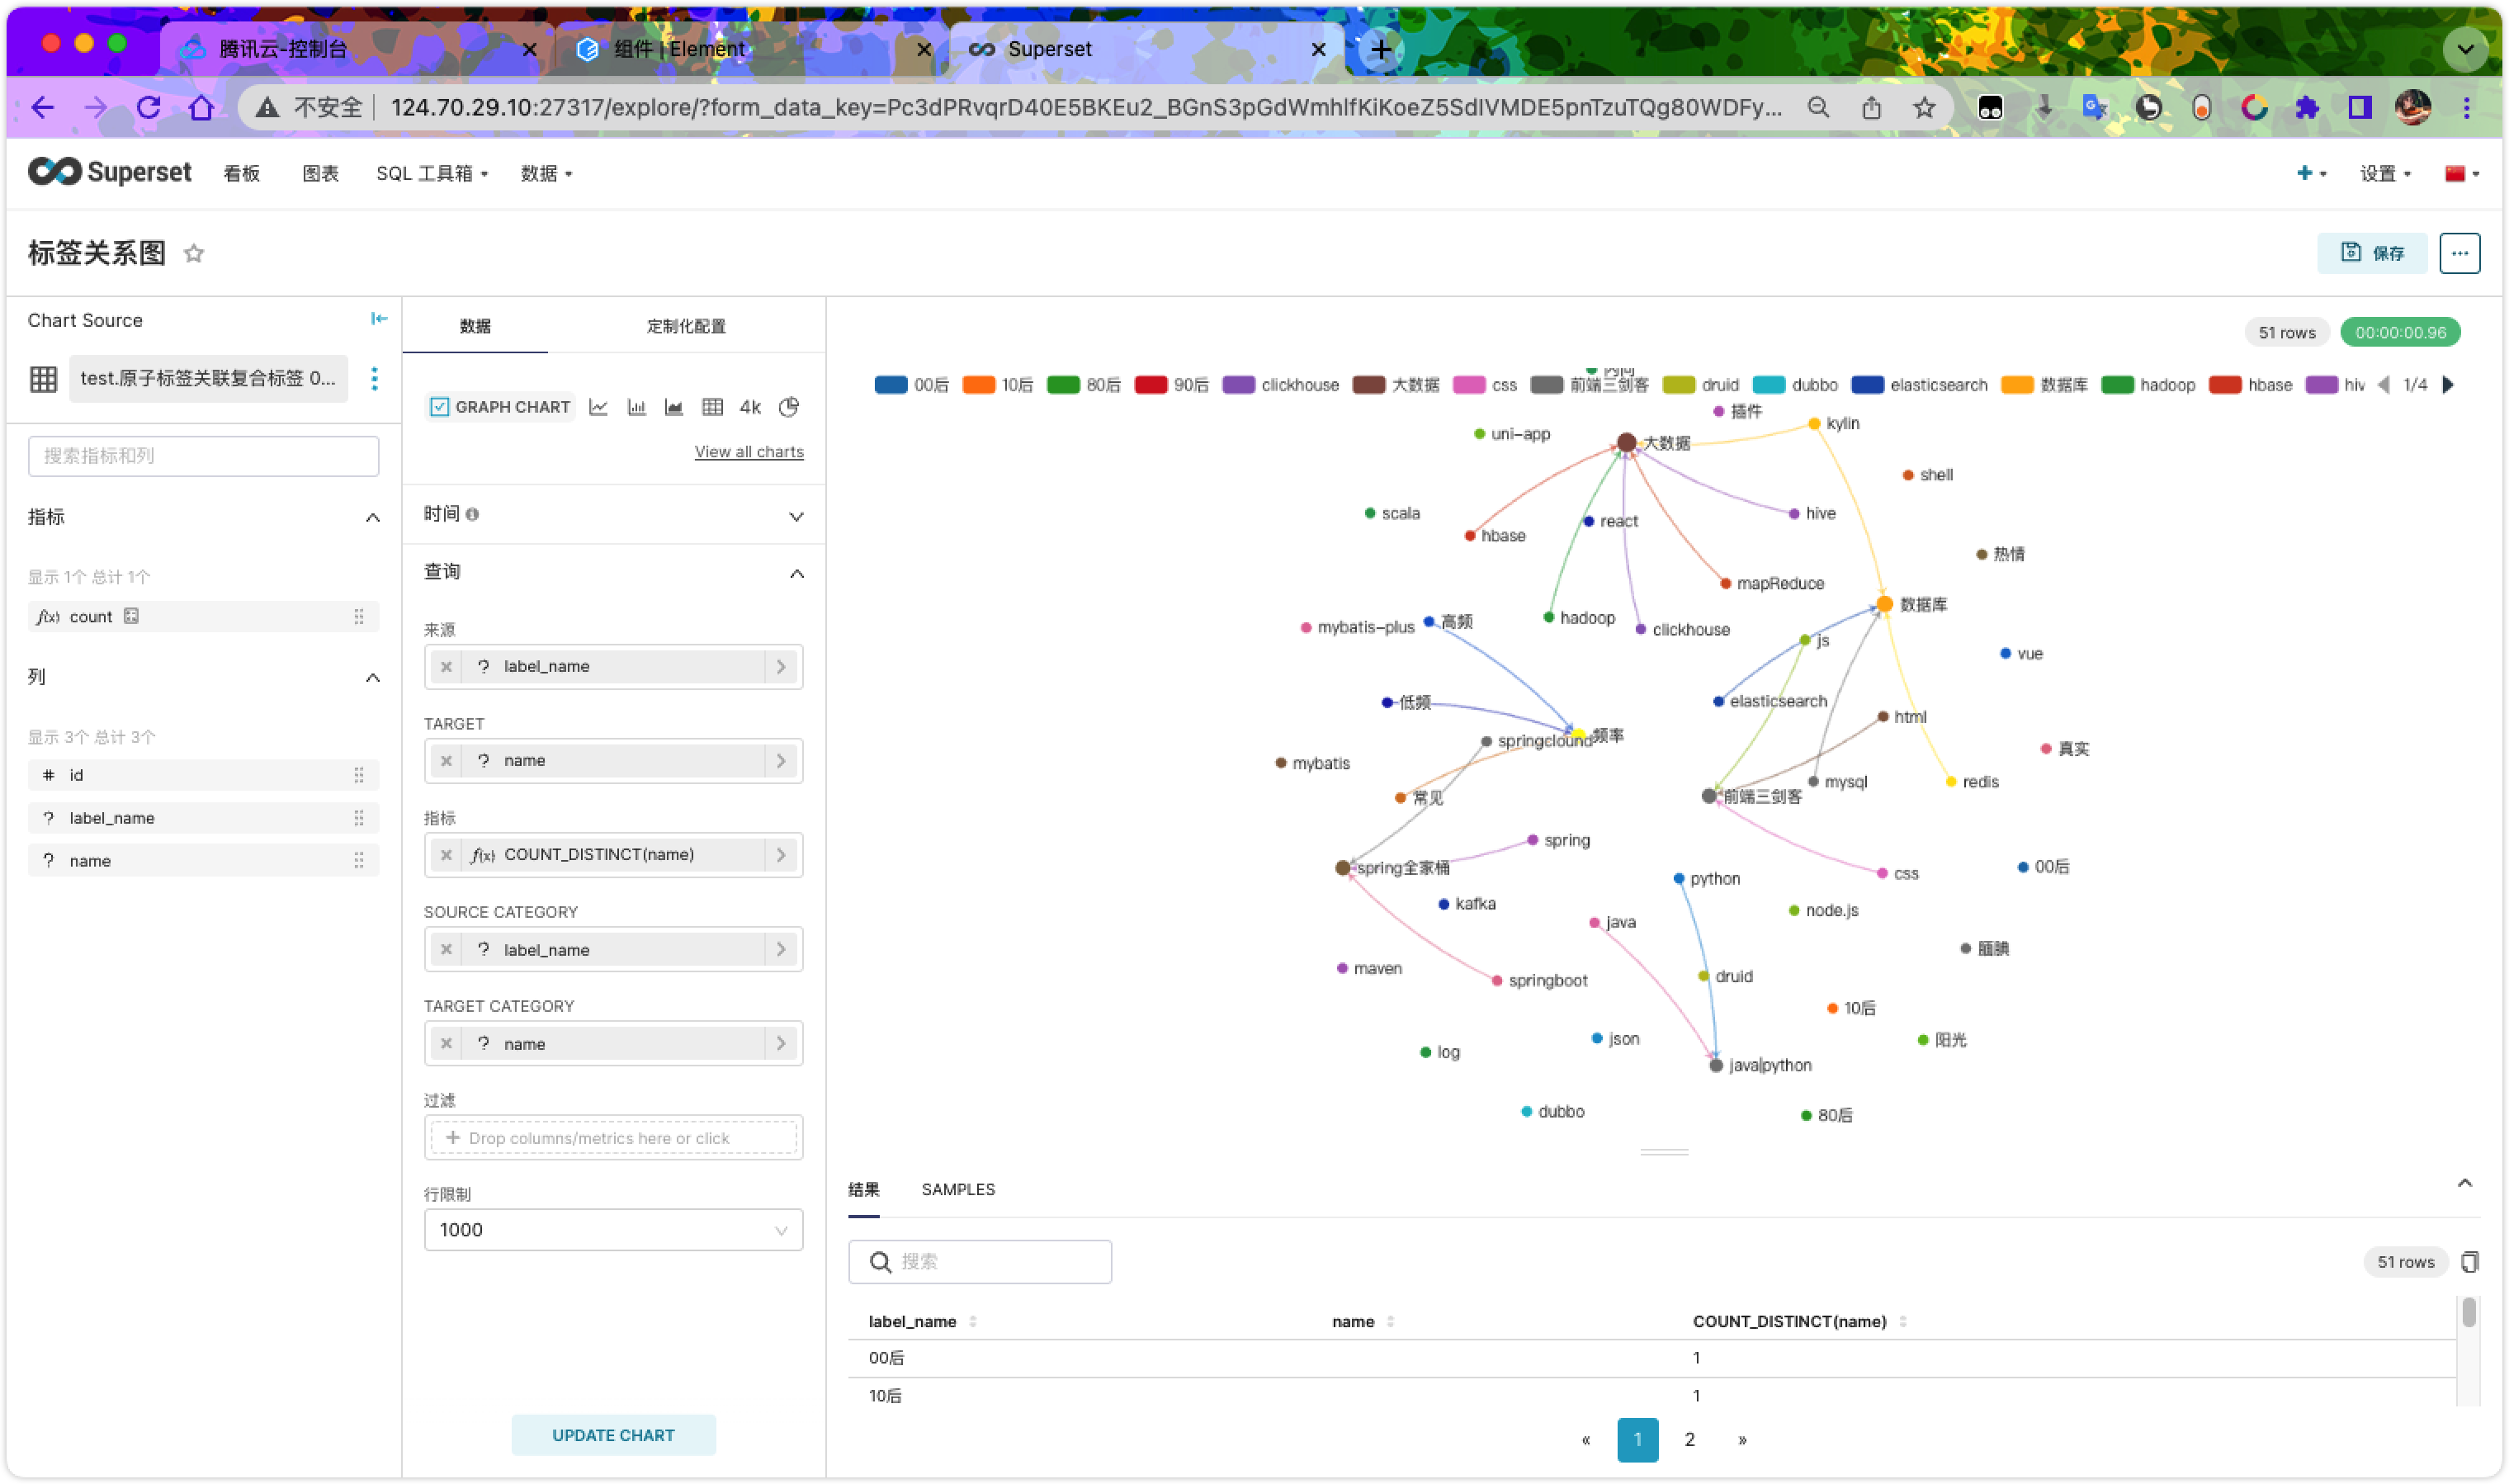 腾讯云-控制台
组件 | Element
Superset
不安全
124.70.29.10:27317/explore/?form_data_key=Pc3dPRvqrD40E5BKEu2_BGnS3pGdWmhlfKiKoeZ5SdIVMDE5pnTzuTQg80WDFy...
Superset
看板
图表
SQL 工具箱
数据
设置
标签关系图
保存
Chart Source
test.原子标签关联复合标签 0...
搜索指标和列
指标
显示 1个 总计 1个
f(x) count
列
显示 3个 总计 3个
# id
? label_name
? name
数据
定制化配置
GRAPH CHART
4k
View all charts
时间
查询
来源
? label_name
TARGET
? name
指标
f(x) COUNT_DISTINCT(name)
SOURCE CATEGORY
? label_name
TARGET CATEGORY
? name
过滤
+ Drop columns/metrics here or click
行限制
1000
UPDATE CHART
51 rows
00:00:00.96
00后
10后
80后
90后
clickhouse
大数据
css
前端三剑客
druid
dubbo
elasticsearch
数据库
hadoop
hbase
hiv
1/4
插件
kylin
uni-app
大数据
shell
scala
hive
react
hbase
热情
mapReduce
数据库
hadoop
高频
mybatis-plus
clickhouse
js
vue
低频
elasticsearch
html
频率
springclound
真实
mybatis
mysql
redis
常见
前端三剑客
spring
spring全家桶
00后
css
python
kafka
node.js
java
腼腆
maven
druid
springboot
10后
json
阳光
log
java|python
dubbo
80后
结果
SAMPLES
搜索
51 rows
label_name
name
COUNT_DISTINCT(name)
00后
1
10后
1
«
1
2
»